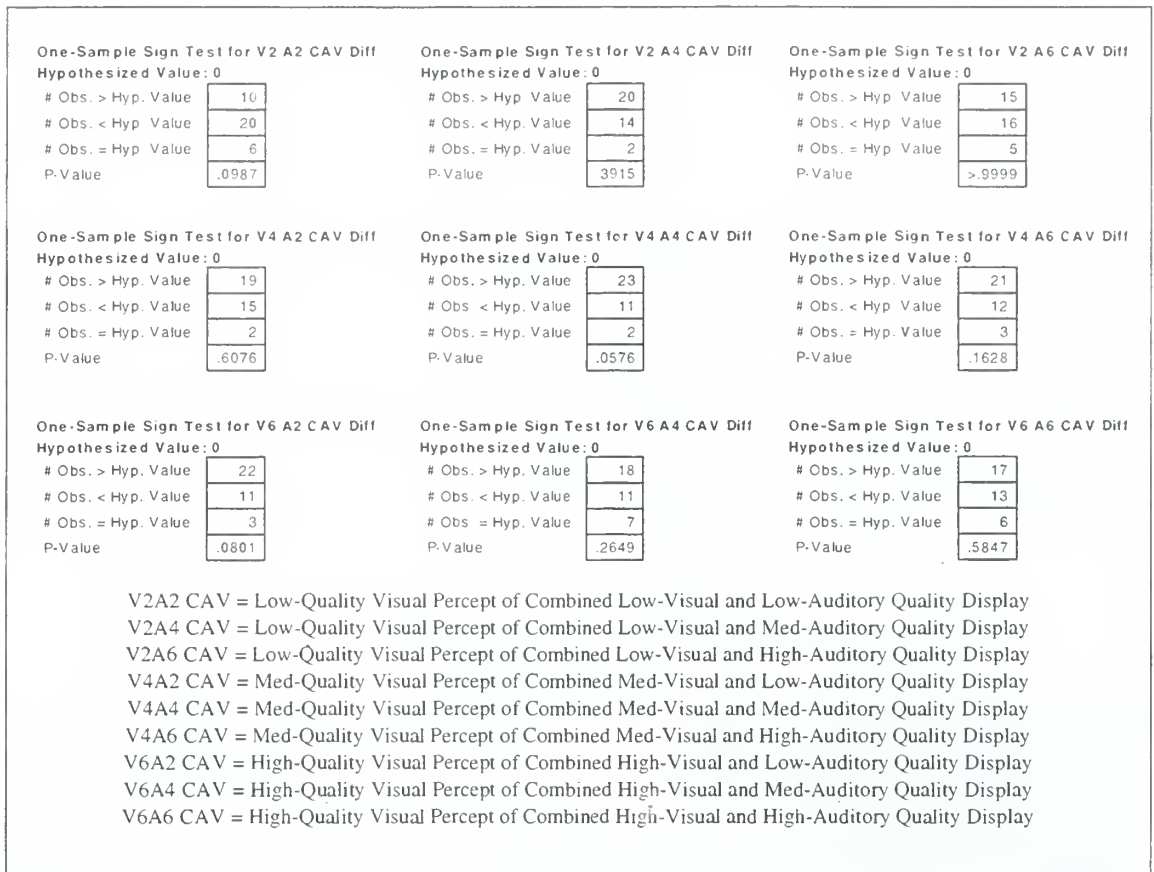 One-Sample Sign Test for V2 A2 CAV Diff
Hypothesized Value: 0
# Obs. > Hyp. Value 10
# Obs. < Hyp. Value 20
# Obs. = Hyp Value 6
P-Value .0987
One-Sample Sign Test for V2 A4 CAV Diff
Hypothesized Value: 0
# Obs. > Hyp Value 20
# Obs. < Hyp. Value 14
# Obs. = Hyp Value 2
P-Value 3915
One-Sample Sign Test for V2 A6 CAV Diff
Hypothesized Value: 0
# Obs. > Hyp. Value 15
# Obs. < Hyp Value 16
# Obs. = Hyp Value 5
P-Value >.9999
One-Sample Sign Test for V4 A2 CAV Diff
Hypothesized Value: 0
# Obs. > Hyp. Value 19
# Obs. < Hyp. Value 15
# Obs. = Hyp. Value 2
P-Value .6076
One-Sample Sign Test for V4 A4 CAV Diff
Hypothesized Value: 0
# Obs. > Hyp. Value 23
# Obs < Hyp. Value 11
# Obs. = Hyp. Value 2
P-Value .0576
One-Sample Sign Test for V4 A6 CAV Diff
Hypothesized Value: 0
# Obs. > Hyp. Value 21
# Obs. < Hyp. Value 12
# Obs. = Hyp. Value 3
P-Value .1628
One-Sample Sign Test for V6 A2 CAV Diff
Hypothesized Value: 0
# Obs. > Hyp. Value 22
# Obs. < Hyp. Value 11
# Obs. = Hyp. Value 3
P-Value .0801
One-Sample Sign Test for V6 A4 CAV Diff
Hypothesized Value: 0
# Obs. > Hyp. Value 18
# Obs. < Hyp. Value 11
# Obs = Hyp. Value 7
P-Value .2649
One-Sample Sign Test for V6 A6 CAV Diff
Hypothesized Value: 0
# Obs. > Hyp. Value 17
# Obs. < Hyp. Value 13
# Obs. = Hyp. Value 6
P-Value .5847
V2A2 CAV = Low-Quality Visual Percept of Combined Low-Visual and Low-Auditory Quality Display
V2A4 CAV = Low-Quality Visual Percept of Combined Low-Visual and Med-Auditory Quality Display
V2A6 CAV = Low-Quality Visual Percept of Combined Low-Visual and High-Auditory Quality Display
V4A2 CAV = Med-Quality Visual Percept of Combined Med-Visual and Low-Auditory Quality Display
V4A4 CAV = Med-Quality Visual Percept of Combined Med-Visual and Med-Auditory Quality Display
V4A6 CAV = Med-Quality Visual Percept of Combined Med-Visual and High-Auditory Quality Display
V6A2 CAV = High-Quality Visual Percept of Combined High-Visual and Low-Auditory Quality Display
V6A4 CAV = High-Quality Visual Percept of Combined High-Visual and Med-Auditory Quality Display
V6A6 CAV = High-Quality Visual Percept of Combined High-Visual and High-Auditory Quality Display